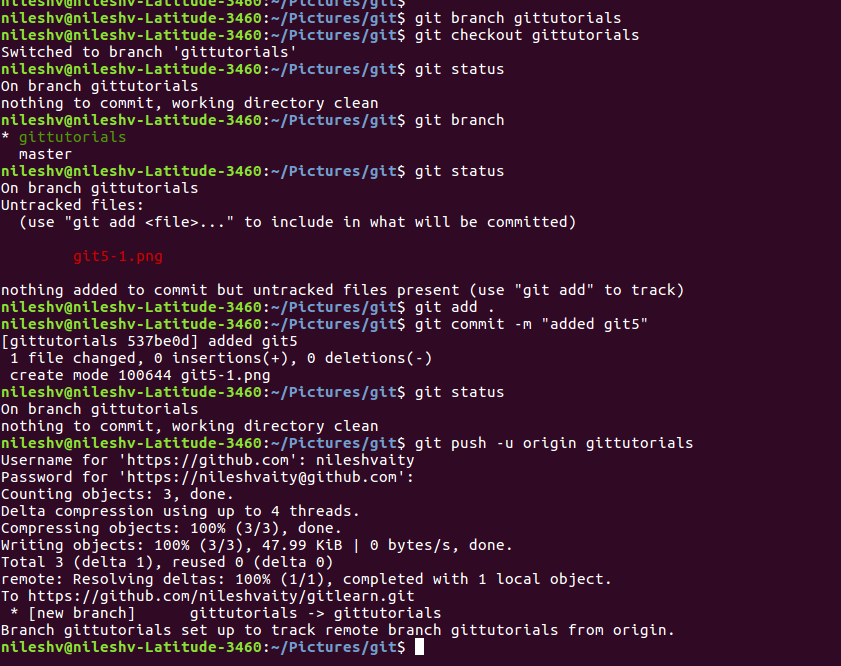 nileshv@nileshv-Latitude-3460:~/Pictures/git$
nileshv@nileshv-Latitude-3460:~/Pictures/git$ git branch gittutorials
nileshv@nileshv-Latitude-3460:~/Pictures/git$ git checkout gittutorials
Switched to branch 'gittutorials'
nileshv@nileshv-Latitude-3460:~/Pictures/git$ git status
On branch gittutorials
nothing to commit, working directory clean
nileshv@nileshv-Latitude-3460:~/Pictures/git$ git branch
* gittutorials
  master
nileshv@nileshv-Latitude-3460:~/Pictures/git$ git status
On branch gittutorials
Untracked files:
  (use "git add <file>..." to include in what will be committed)
        git5-1.png
nothing added to commit but untracked files present (use "git add" to track)
nileshv@nileshv-Latitude-3460:~/Pictures/git$ git add .
nileshv@nileshv-Latitude-3460:~/Pictures/git$ git commit -m "added git5"
[gittutorials 537be0d] added git5
 1 file changed, 0 insertions(+), 0 deletions(-)
 create mode 100644 git5-1.png
nileshv@nileshv-Latitude-3460:~/Pictures/git$ git status
On branch gittutorials
nothing to commit, working directory clean
nileshv@nileshv-Latitude-3460:~/Pictures/git$ git push -u origin gittutorials
Username for 'https://github.com': nileshvaity
Password for 'https://nileshvaity@github.com':
Counting objects: 3, done.
Delta compression using up to 4 threads.
Compressing objects: 100% (3/3), done.
Writing objects: 100% (3/3), 47.99 KiB | 0 bytes/s, done.
Total 3 (delta 1), reused 0 (delta 0)
remote: Resolving deltas: 100% (1/1), completed with 1 local object.
To https://github.com/nileshvaity/gitlearn.git
 * [new branch]      gittutorials -> gittutorials
Branch gittutorials set up to track remote branch gittutorials from origin.
nileshv@nileshv-Latitude-3460:~/Pictures/git$